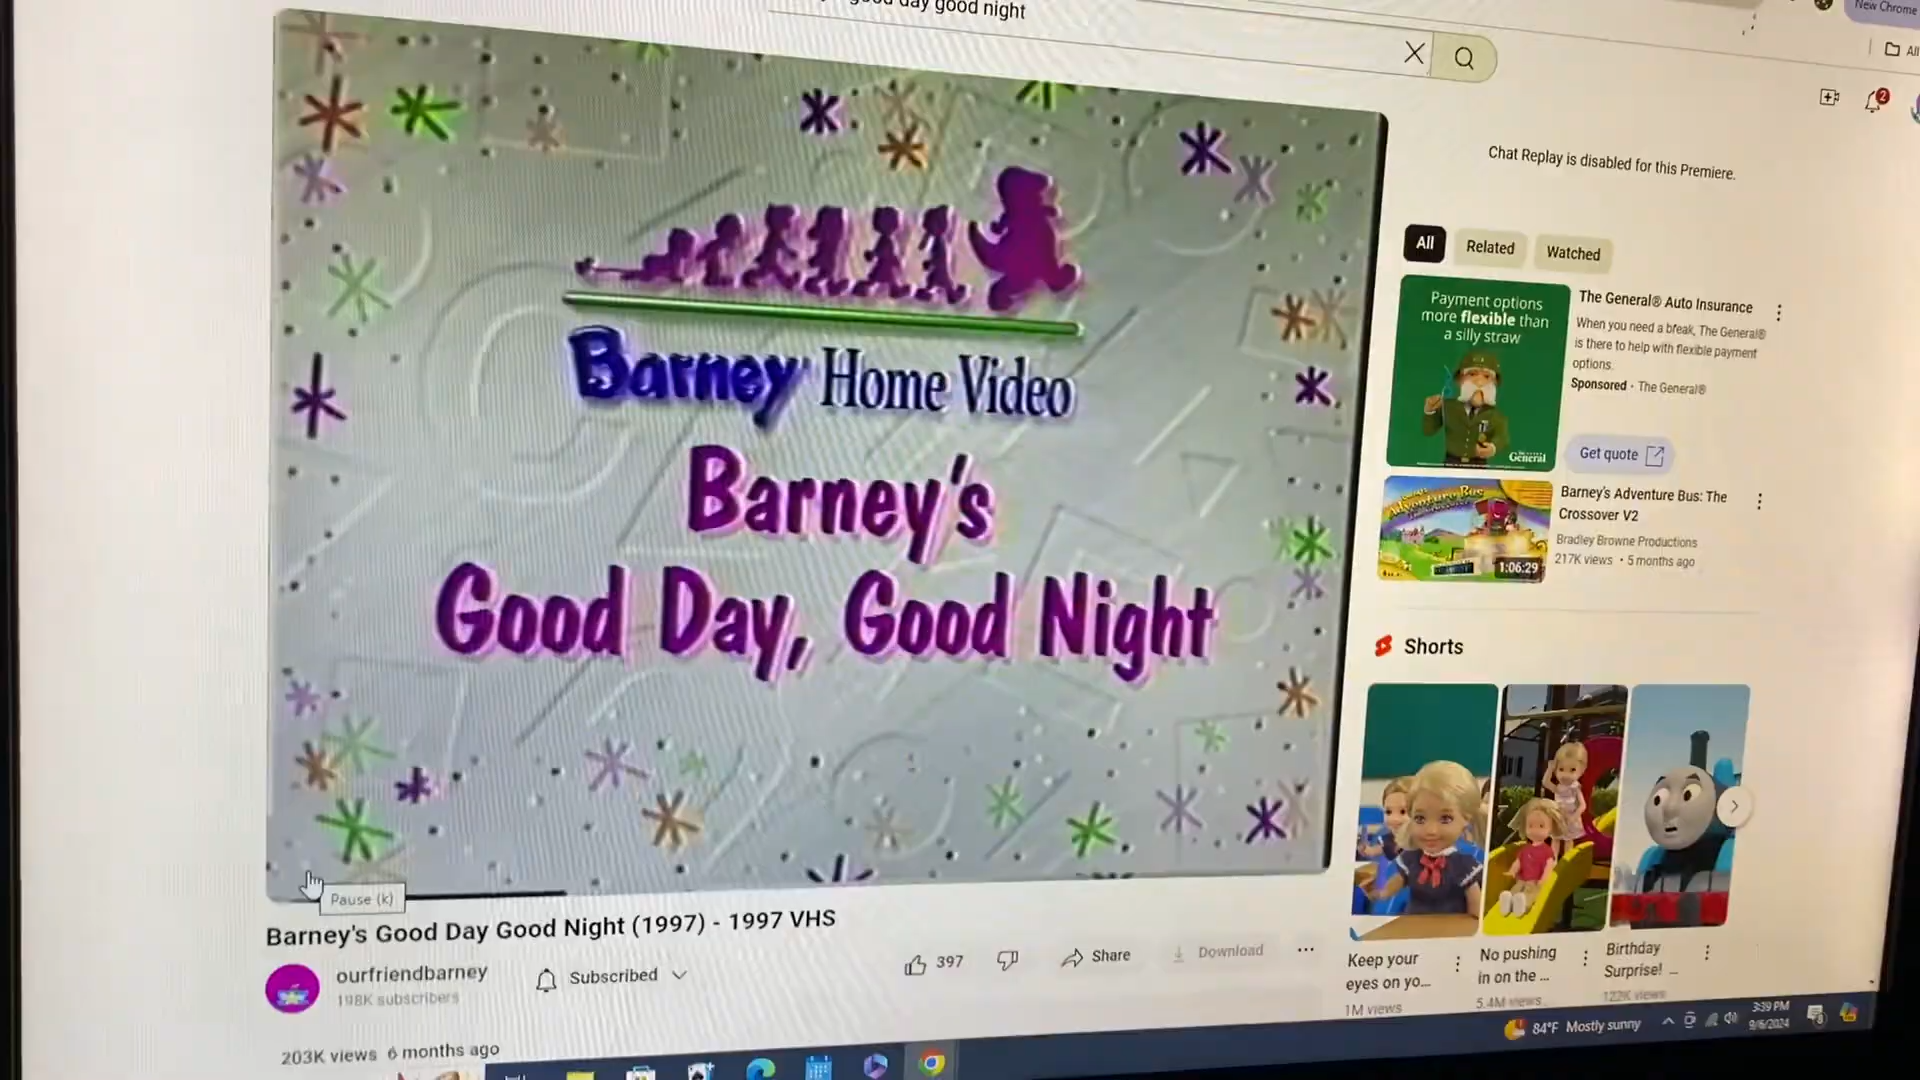 day good night
New Chrome
All
2
Barney Home Video
Barney's
Good Day, Good Night
Pause (k)
Barney's Good Day Good Night (1997) - 1997 VHS
ourfriendbarney
198K subscribers
Subscribed
397
Share
Download
203K views 6 months ago
Chat Replay is disabled for this Premiere.
All
Related
Watched
Payment options
more flexible than
a silly straw
General
The General® Auto Insurance
When you need a break, The General®
is there to help with flexible payment
options.
Sponsored · The General®
Get quote
Adventure Bus
1:06:29
Barney's Adventure Bus: The
Crossover V2
Bradley Browne Productions
217K views · 5 months ago
Shorts
Keep your
eyes on yo...
1M views
No pushing
in on the ...
5.4M views
Birthday
Surprise! ...
122K views
84°F Mostly sunny
3:39 PM
9/6/2024